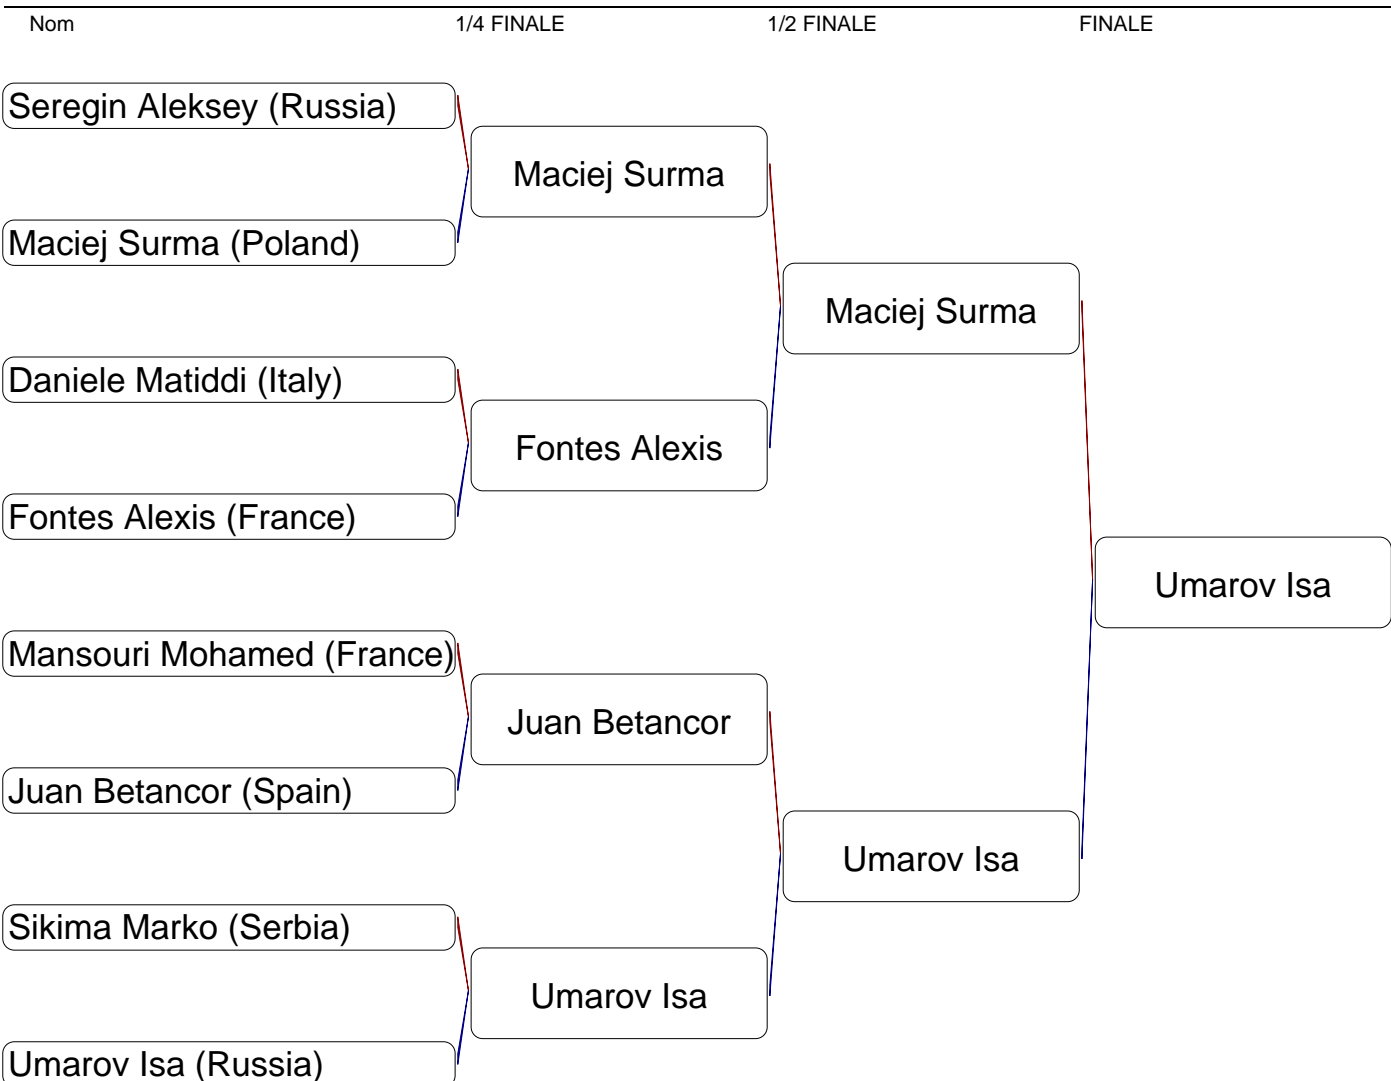 Nom 1/4 FINALE 1/2 FINALE FINALE
Seregin Aleksey (Russia)
Maciej Surma
Maciej Surma (Poland)
Maciej Surma
Daniele Matiddi (Italy)
Fontes Alexis
Fontes Alexis (France)
Umarov Isa
Mansouri Mohamed (France)
Juan Betancor
Juan Betancor (Spain)
Umarov Isa
Sikima Marko (Serbia)
Umarov Isa
Umarov Isa (Russia)